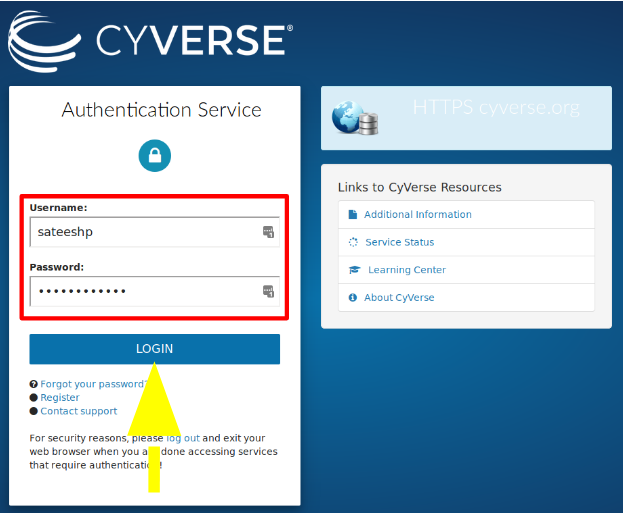 CYVERSE®
Authentication Service
Username:
sateeshp
Password:
••••••••••••
LOGIN
Forgot your password?
Register
Contact support
For security reasons, please log out and exit your
web browser when you are done accessing services
that require authentication!
HTTPS cyverse.org
Links to CyVerse Resources
Additional Information
Service Status
Learning Center
About CyVerse